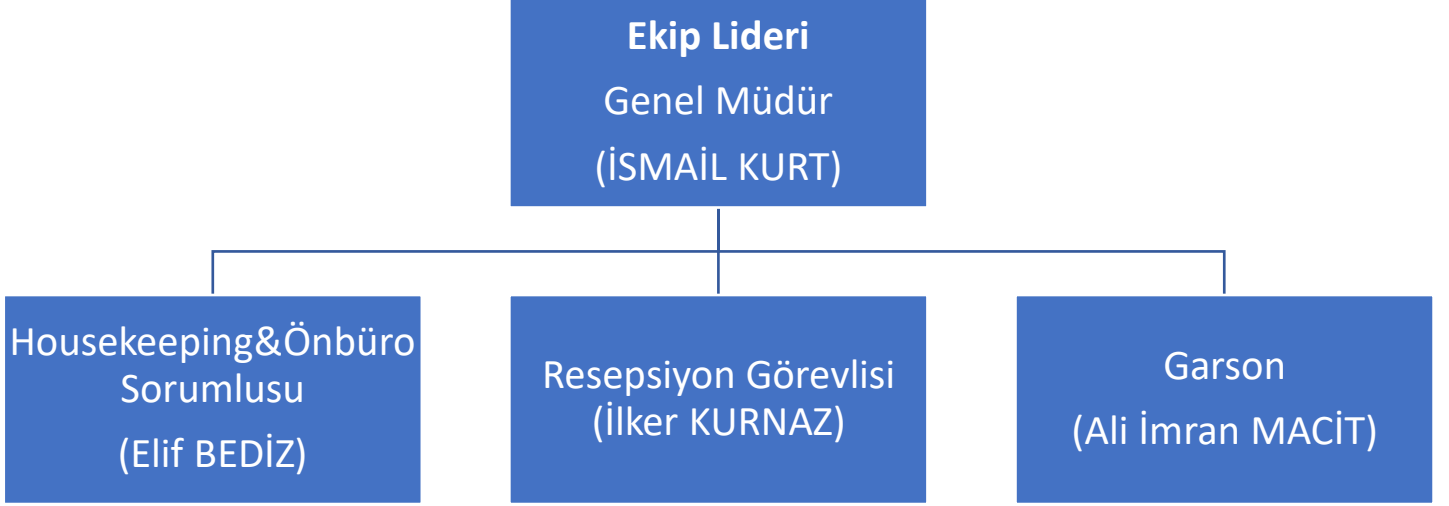 Ekip Lideri
Genel Müdür
(İSMAİL KURT)
Housekeeping&Önbüro
Sorumlusu
(Elif BEDİZ)
Resepsiyon Görevlisi
(İlker KURNAZ)
Garson
(Ali İmran MACİT)